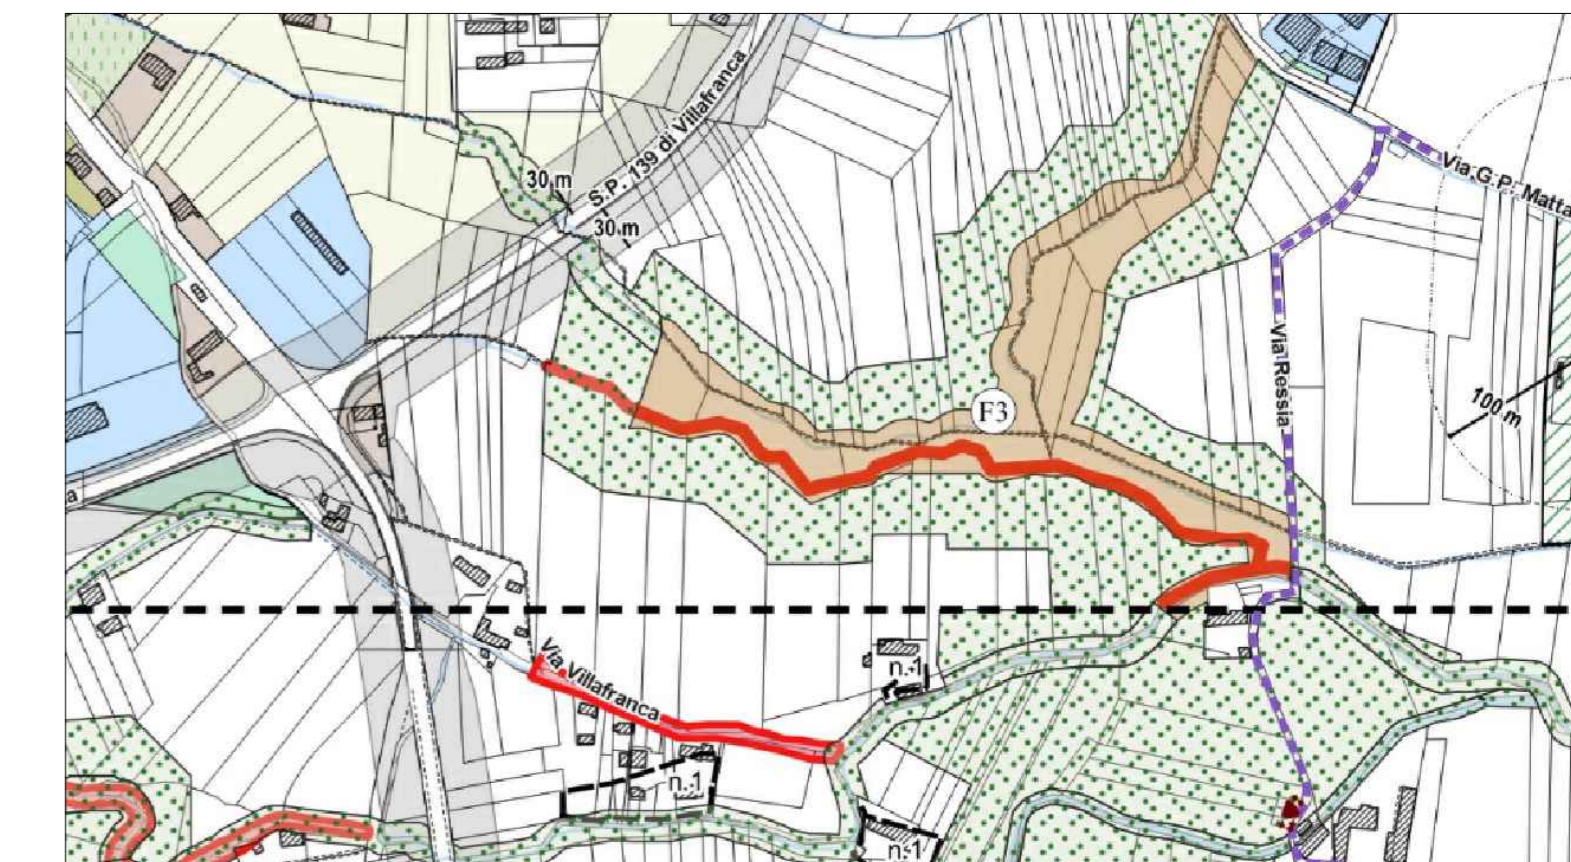 S.P. 139 di Villafranca
30 m
30 m
Via G.P. Matta
Via Ressia
100 m
F3
a
Via Villafranca
n.1
n.1
n.1